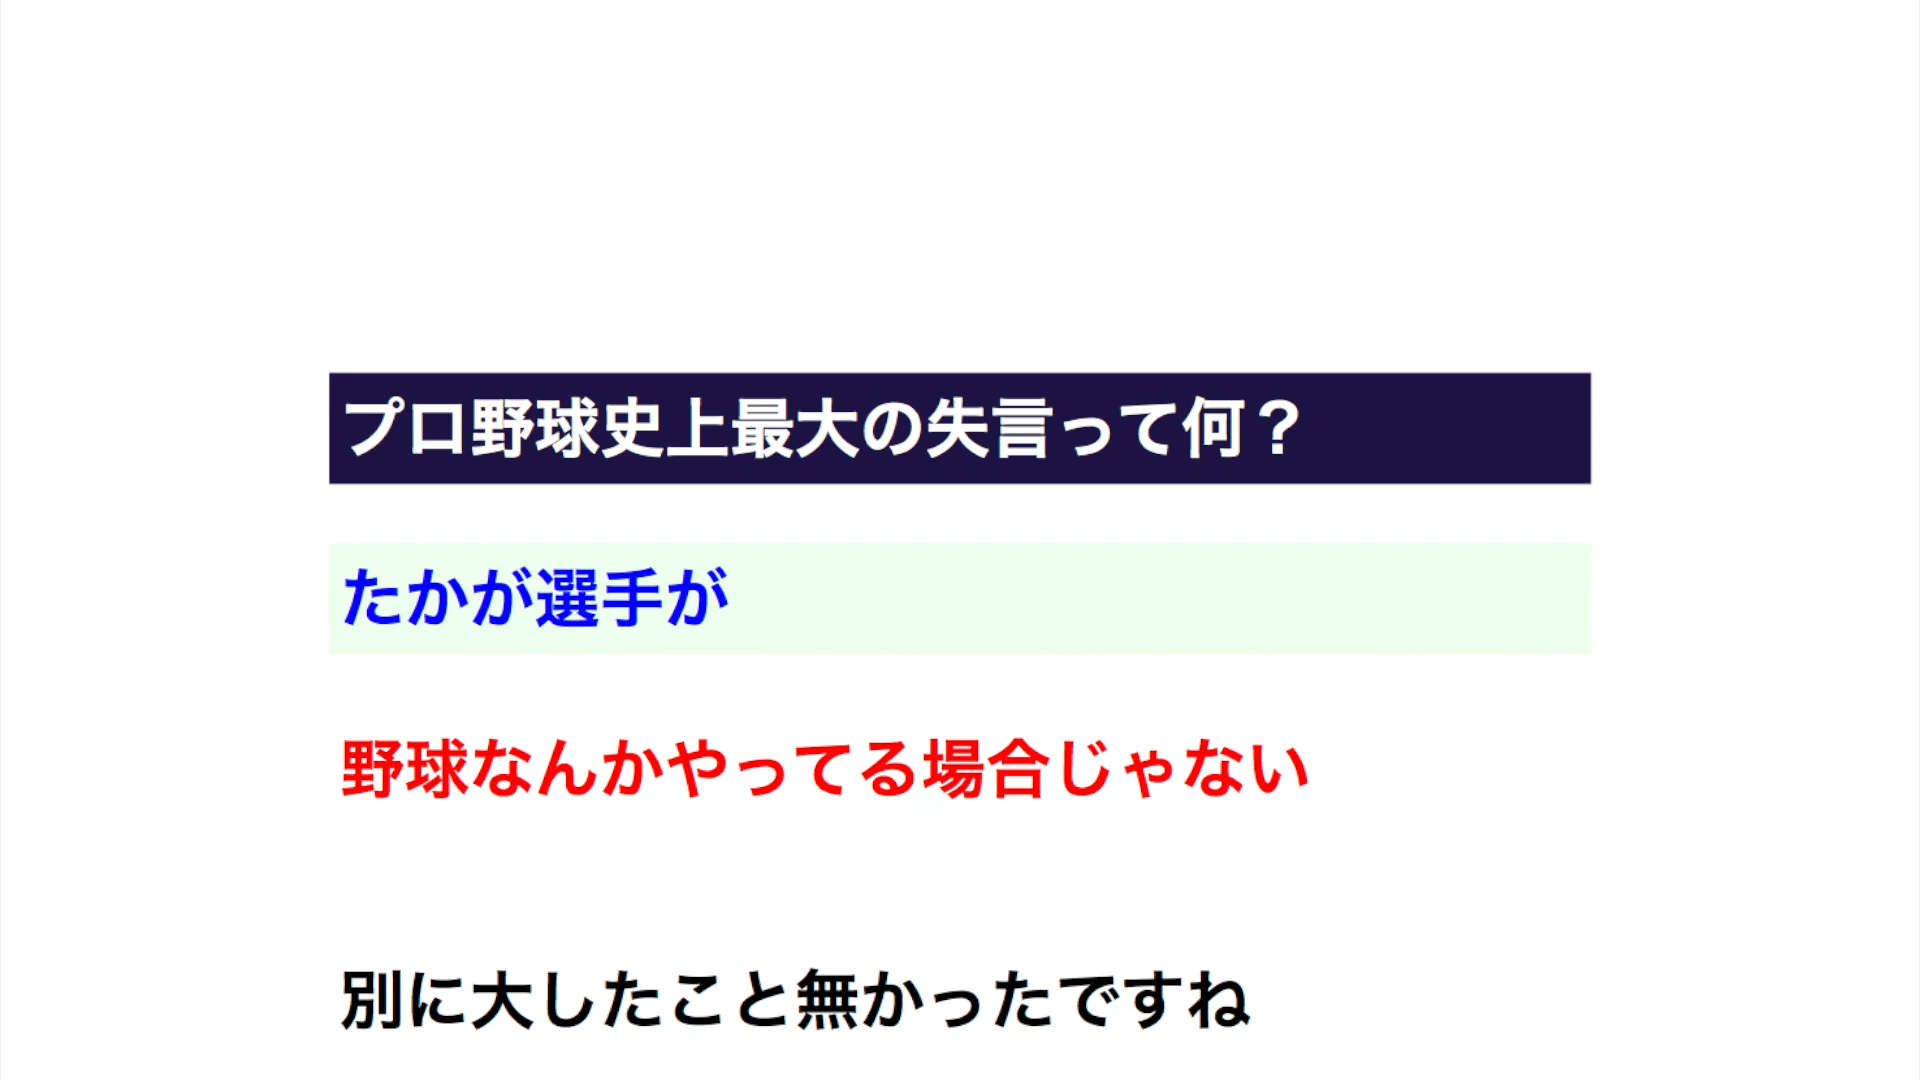 プロ野球史上最大の失言って何？
たかが選手が
野球なんかやってる場合じゃない
別に大したこと無かったですね